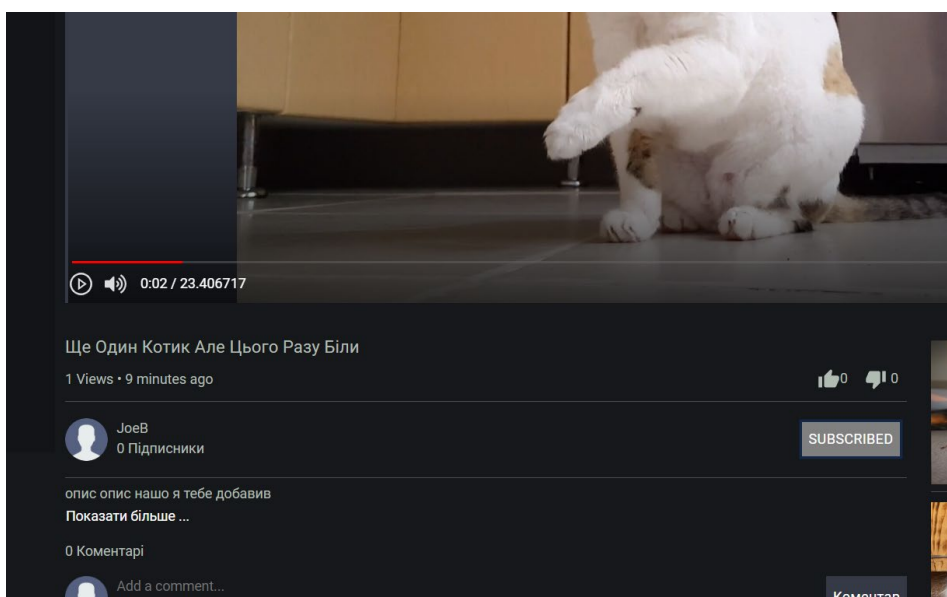 0:02 / 23.406717
Ще Один Котик Але Цього Разу Біли
1 Views • 9 minutes ago
0
0
JoeB
0 Підписники
SUBSCRIBED
опис опис нашо я тебе добавив
Показати більше ...
0 Коментарі
Add a comment...
Коментар